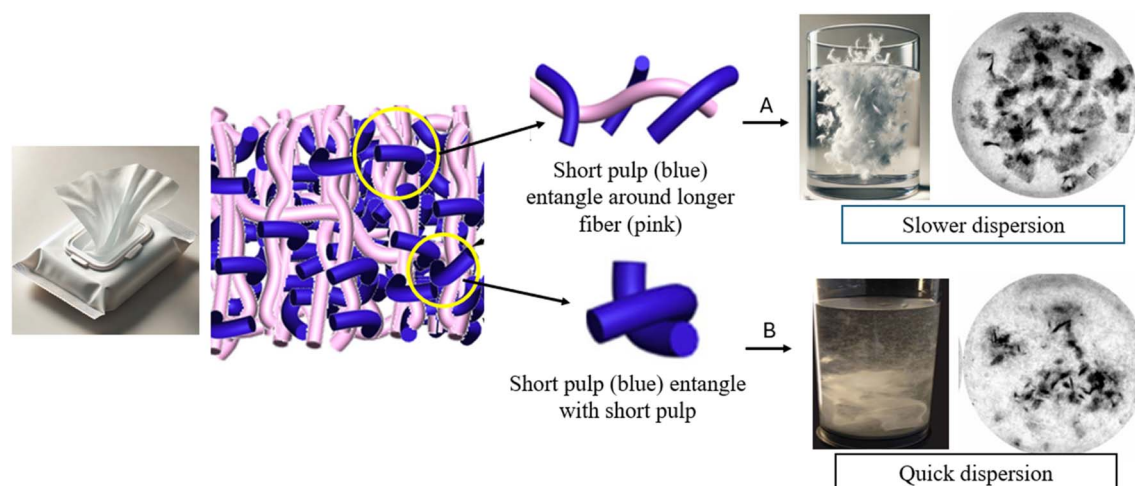 Short pulp (blue)
entangle around longer
fiber (pink)
A
Slower dispersion
Short pulp (blue) entangle
with short pulp
B
Quick dispersion